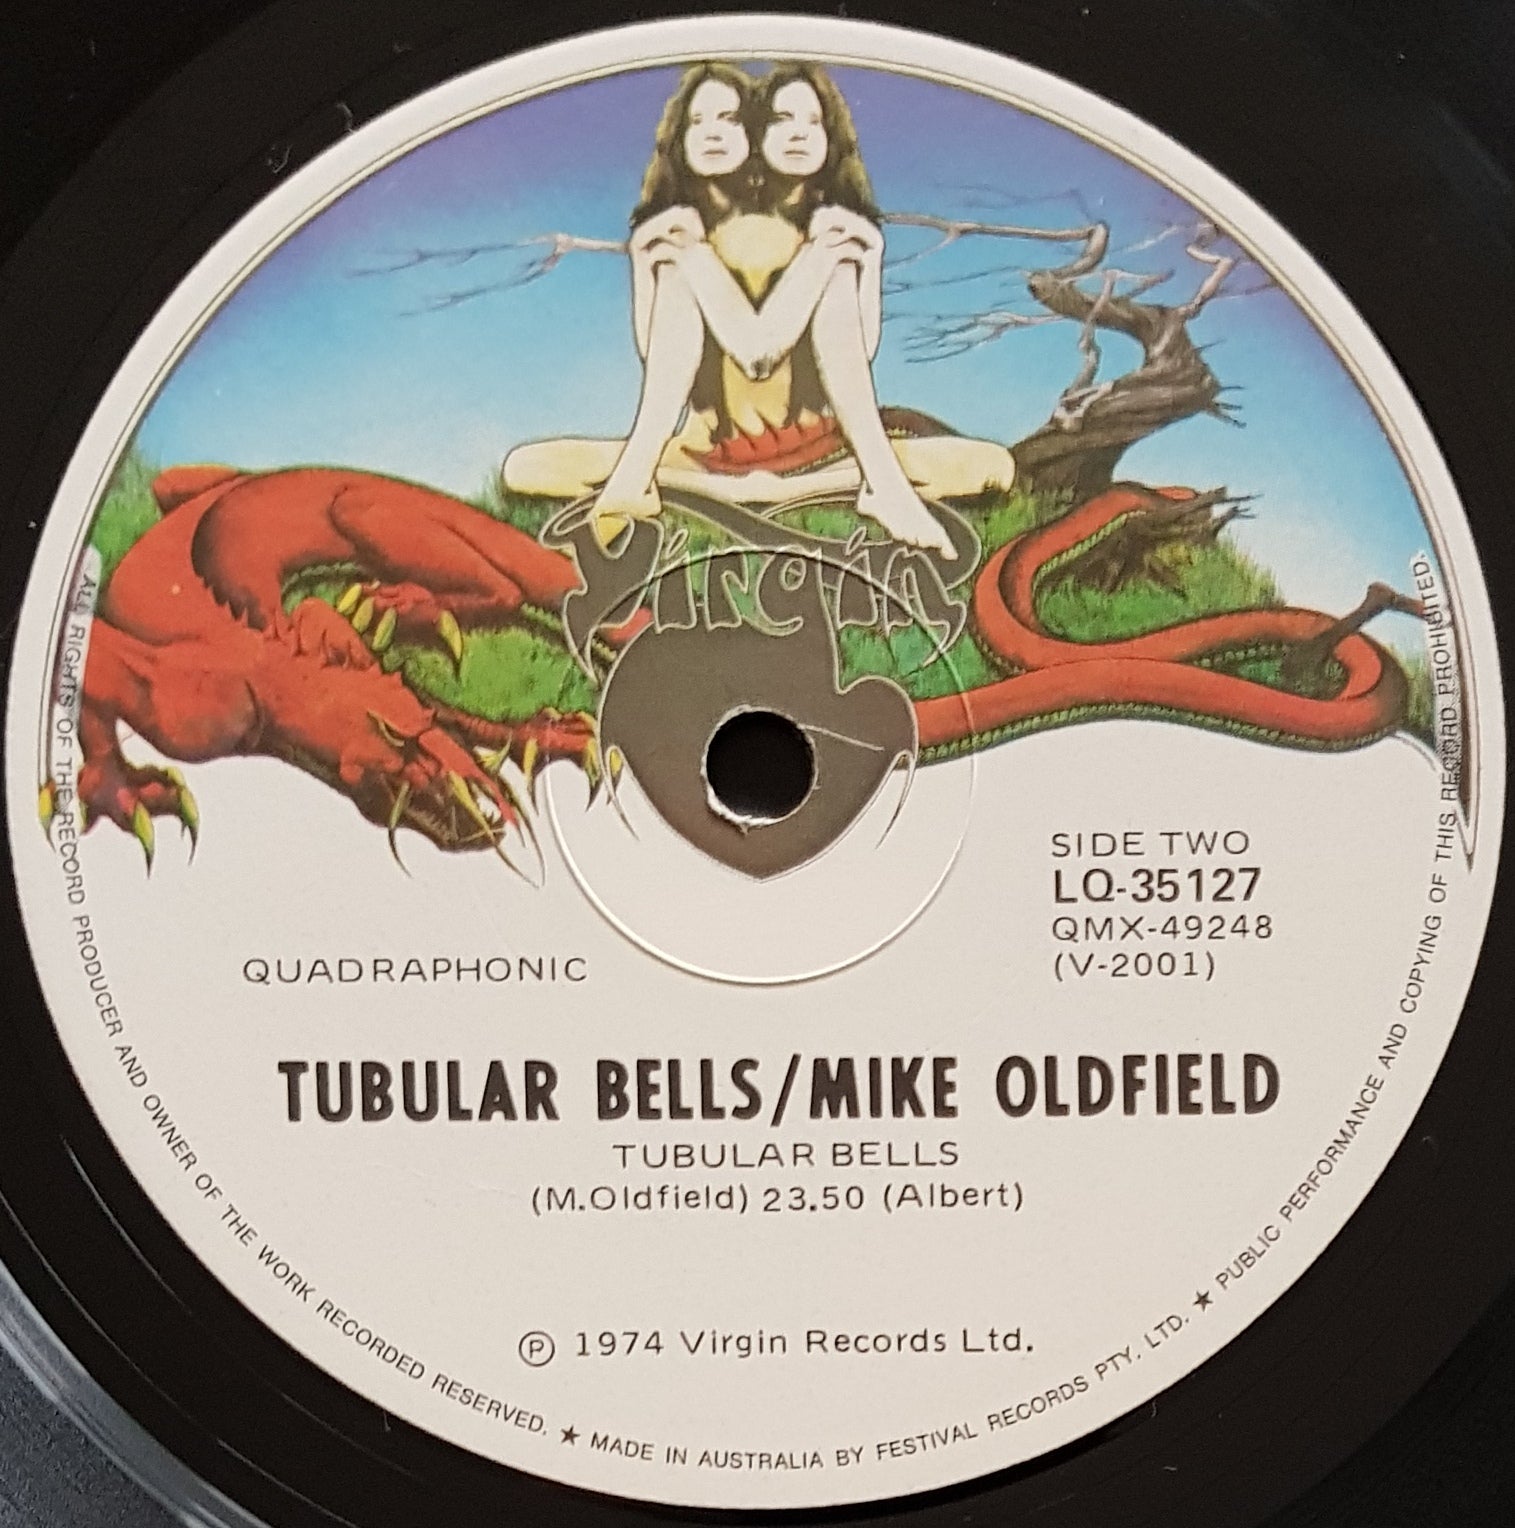 Virgin
SIDE TWO
LQ-35127
QMX-49248
(V-2001)
QUADRAPHONIC
TUBULAR BELLS/MIKE OLDFIELD
TUBULAR BELLS
(M.Oldfield) 23.50 (Albert)
Ⓟ 1974 Virgin Records Ltd.
ALL RIGHTS OF THE RECORD PRODUCER AND OWNER OF THE WORK RECORDED RESERVED. ★ MADE IN AUSTRALIA BY FESTIVAL RECORDS PTY. LTD. ★ PUBLIC PERFORMANCE AND COPYING OF THIS RECORD PROHIBITED.